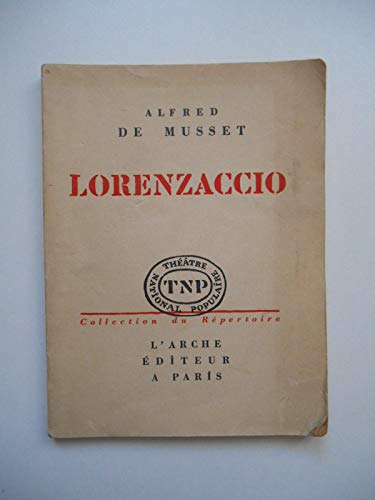 ALFRED
DE MUSSET
LORENZACCIO
THÉÂTRE
TNP
NATIONAL POPULAIRE
Collection du Répertoire
L'ARCHE
ÉDITEUR
A PARIS